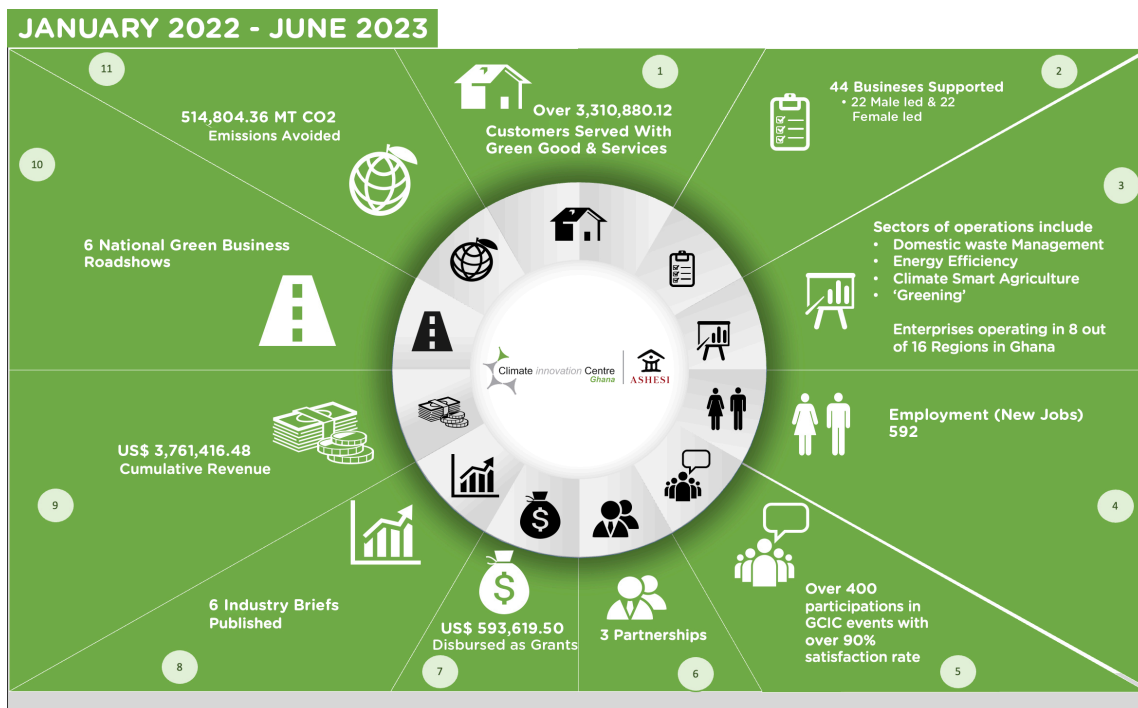 JANUARY 2022 - JUNE 2023
1
Over 3,310,880.12
Customers Served With
Green Good & Services
2
44 Businesses Supported
• 22 Male led & 22
Female led
3
Sectors of operations include
• Domestic waste Management
• Energy Efficiency
• Climate Smart Agriculture
• ‘Greening’
Enterprises operating in 8 out
of 16 Regions in Ghana
Employment (New Jobs)
592
4
Over 400
participations in
GCIC events with
over 90%
satisfaction rate
5
3 Partnerships
6
US$ 593,619.50
Disbursed as Grants
7
6 Industry Briefs
Published
8
US$ 3,761,416.48
Cumulative Revenue
9
10
6 National Green Business
Roadshows
11
514,804.36 MT CO2
Emissions Avoided
Climate innovation Centre
Ghana
ASHESI